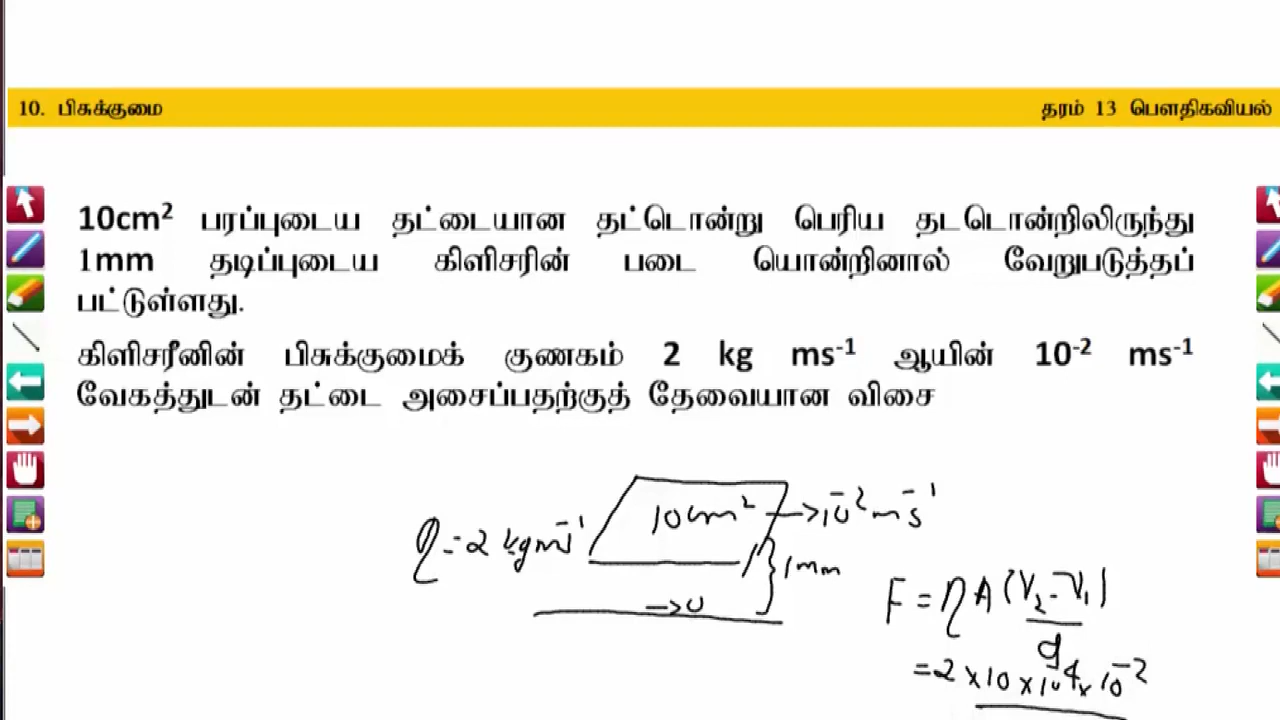 10. பிசுக்குமை
தரம் 13 பௌதிகவியல்
10cm² பரப்புடைய தட்டையான தட்டொன்று பெரிய தடடொன்றிலிருந்து
1mm தடிப்புடைய கிளிசரின் படை யொன்றினால் வேறுபடுத்தப்
பட்டுள்ளது.
கிளிசரீனின் பிசுக்குமைக் குணகம் 2 kg ms⁻¹ ஆயின் 10⁻² ms⁻¹
வேகத்துடன் தட்டை அசைப்பதற்குத் தேவையான விசை
10cm² →10⁻² ms⁻¹
η=2 kgms⁻¹
1mm
→0
F = ηA (V₂-V₁)
d
=2×10×10⁻⁴×10⁻²